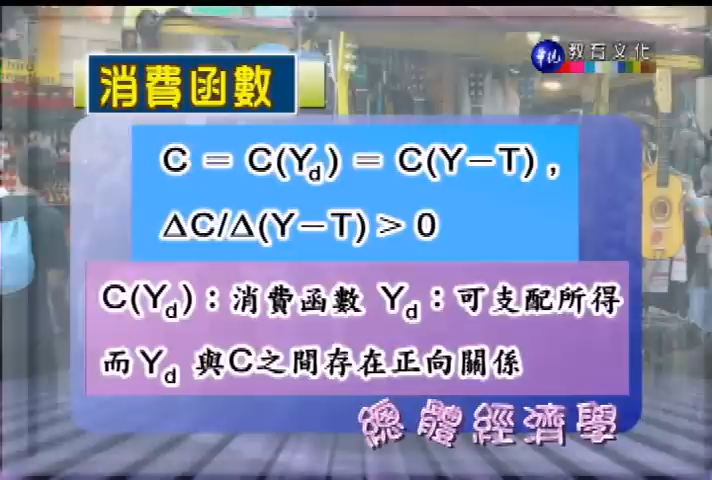 華視 教育文化
消費函數
C = C(Yd) = C(Y−T) ,
ΔC/Δ(Y−T) > 0
C(Yd)：消費函數 Yd：可支配所得
而Yd 與C之間存在正向關係
總體經濟學